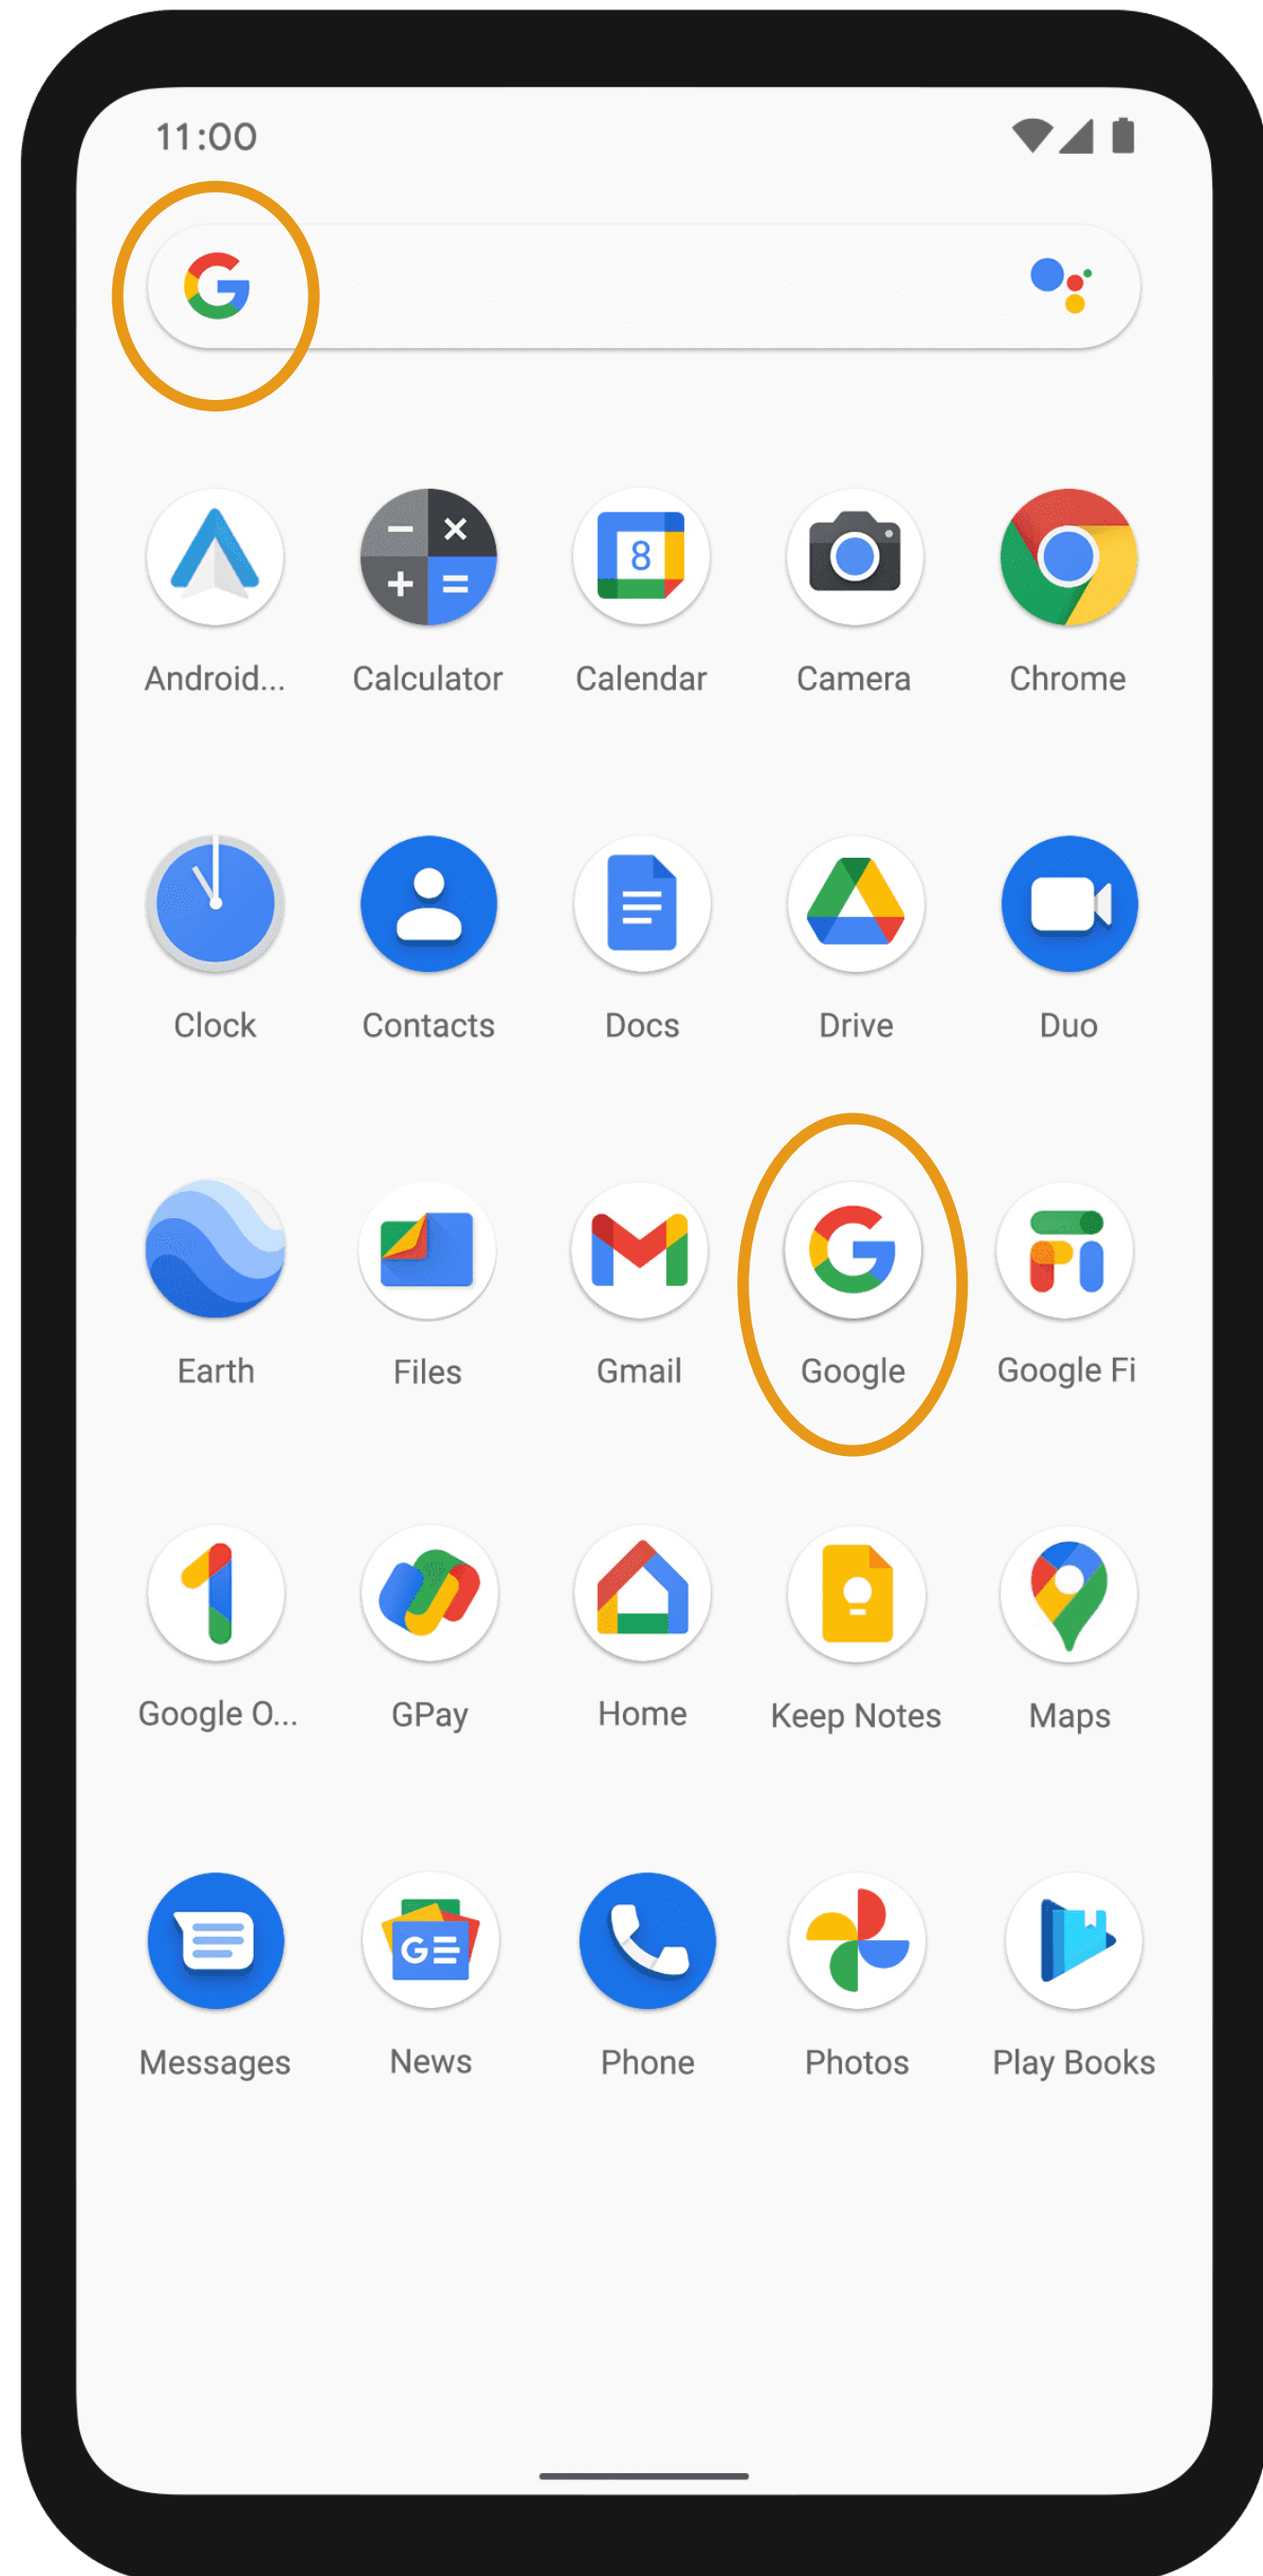 11:00
G
Android... Calculator Calendar Camera Chrome
Clock Contacts Docs Drive Duo
Earth Files Gmail Google Google Fi
Google O... GPay Home Keep Notes Maps
Messages News Phone Photos Play Books